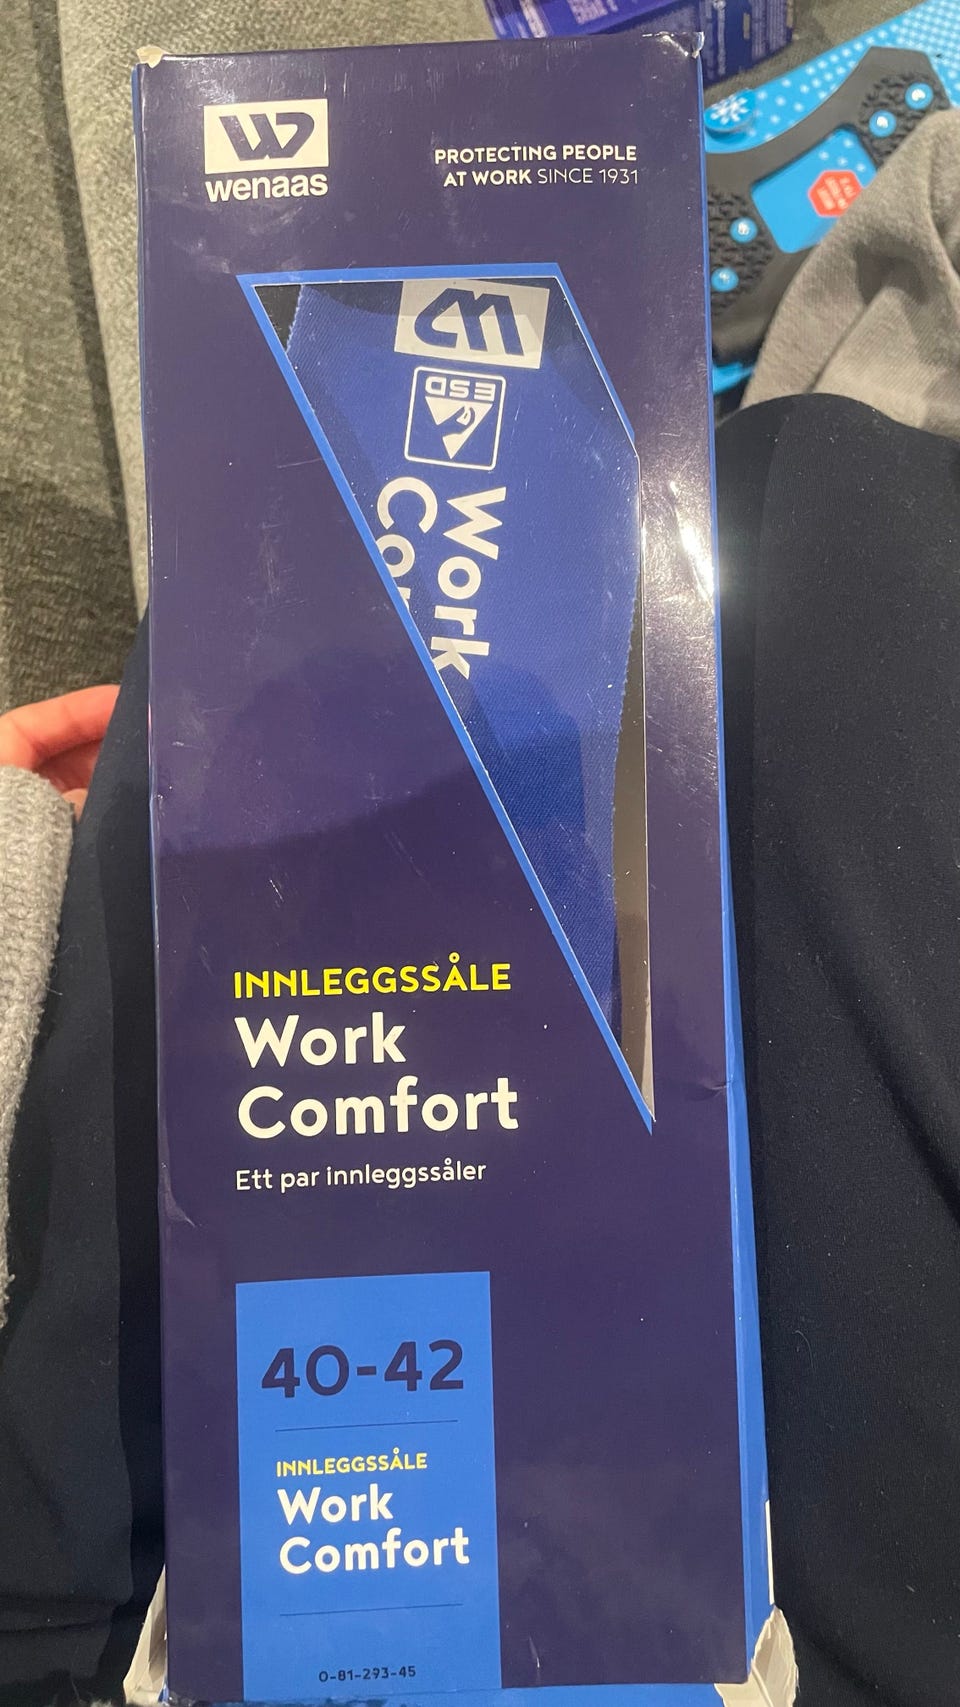 wenaas
PROTECTING PEOPLE
AT WORK SINCE 1931
ESD
Work
Co
INNLEGGSSÅLE
Work
Comfort
Ett par innleggssåler
40-42
INNLEGGSSÅLE
Work
Comfort
0-81-293-45